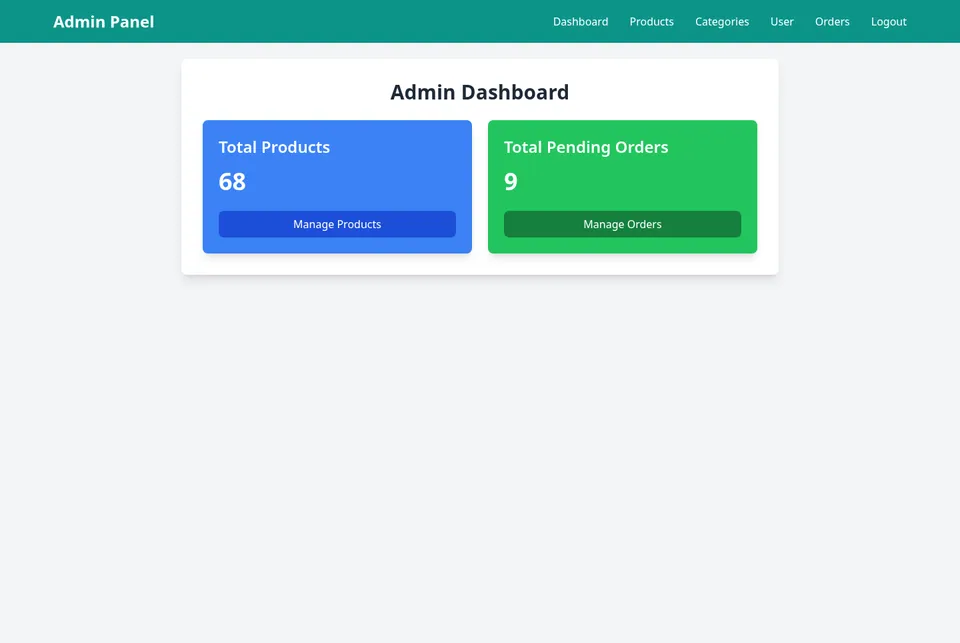 Admin Panel
Dashboard Products Categories User Orders Logout
Admin Dashboard
Total Products
68
Manage Products
Total Pending Orders
9
Manage Orders